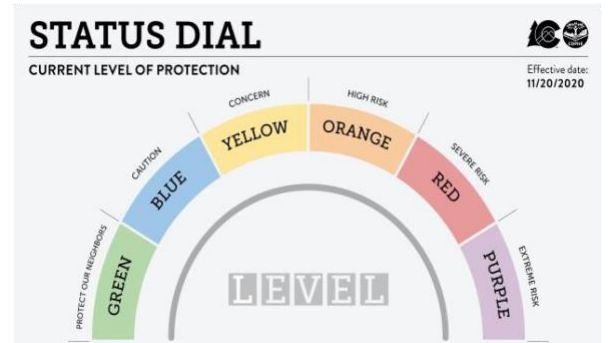 STATUS DIAL
CURRENT LEVEL OF PROTECTION
Effective date:
11/20/2020
PROTECT OUR NEIGHBORS
GREEN
CAUTION
BLUE
CONCERN
YELLOW
HIGH RISK
ORANGE
SEVERE RISK
RED
EXTREME RISK
PURPLE
LEVEL